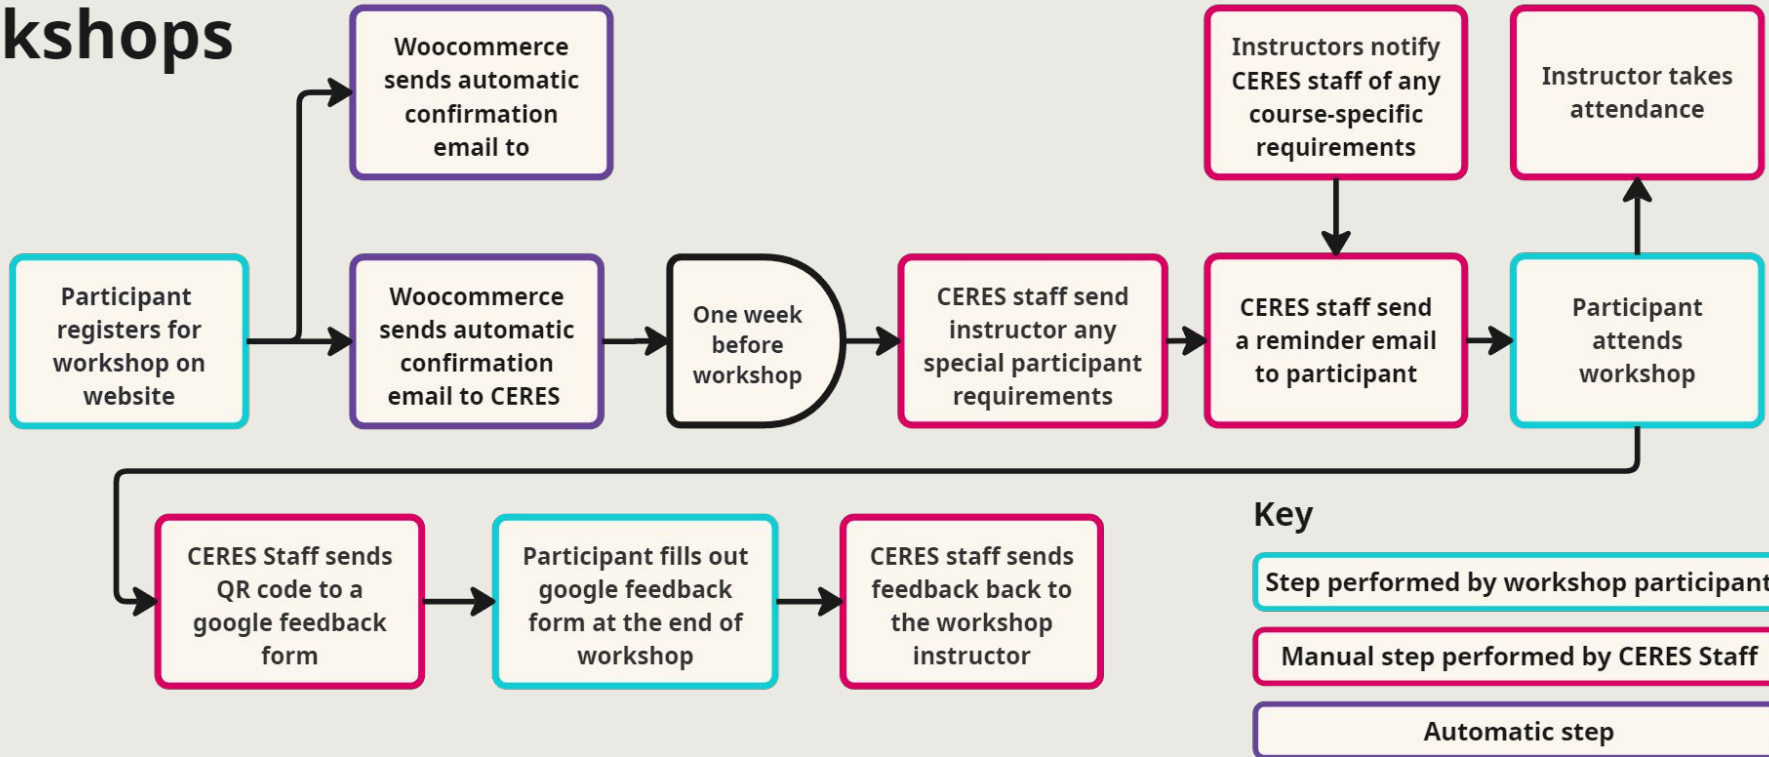 kshops
Woocommerce
sends automatic
confirmation
email to
Instructors notify
CERES staff of any
course-specific
requirements
Instructor takes
attendance
Participant
registers for
workshop on
website
Woocommerce
sends automatic
confirmation
email to CERES
One week
before
workshop
CERES staff send
instructor any
special participant
requirements
CERES staff send
a reminder email
to participant
Participant
attends
workshop
CERES Staff sends
QR code to a
google feedback
form
Participant fills out
google feedback
form at the end of
workshop
CERES staff sends
feedback back to
the workshop
instructor
Key
Step performed by workshop participant
Manual step performed by CERES Staff
Automatic step